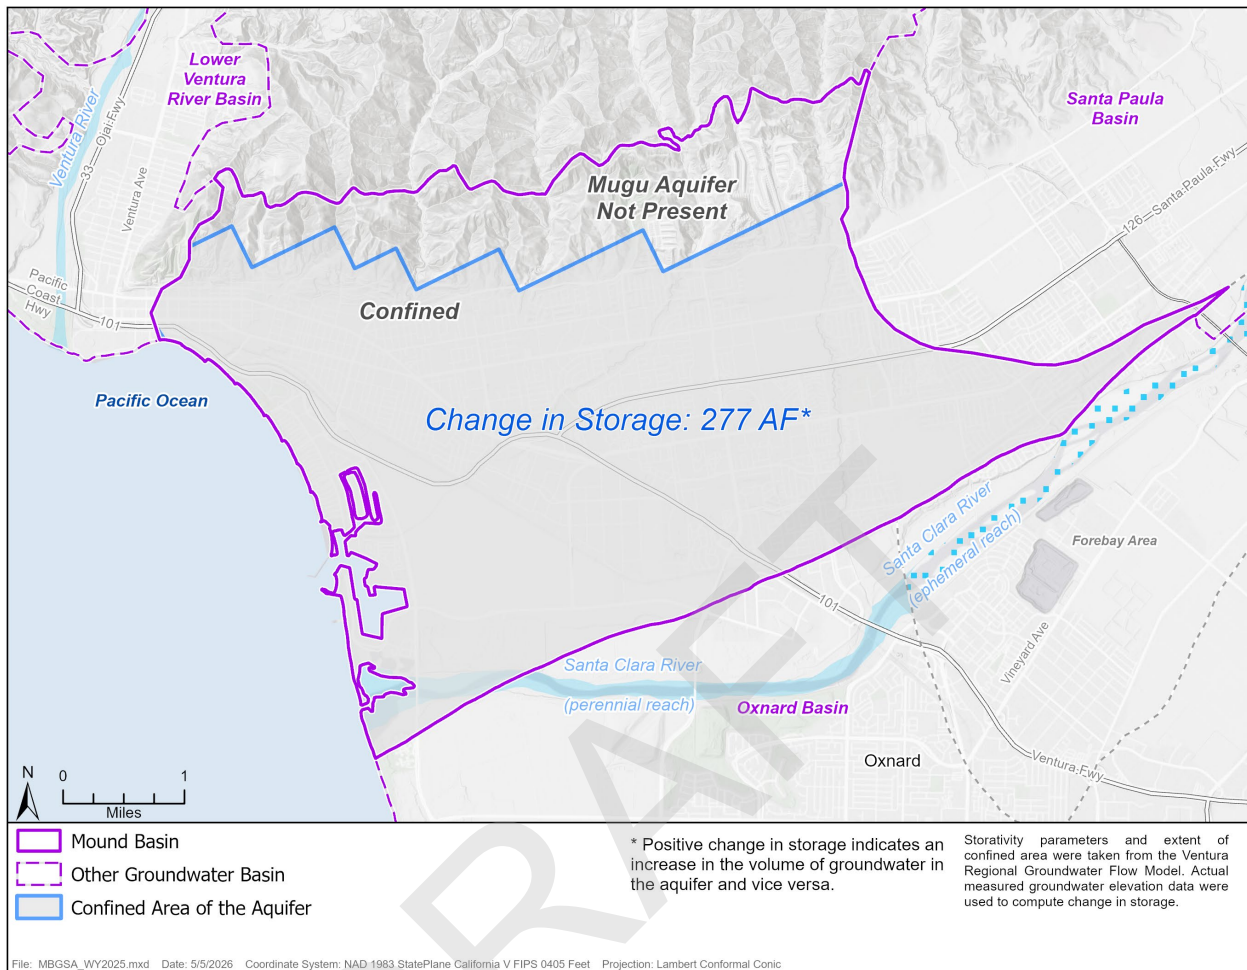 Lower
Ventura
River Basin
Santa Paula
Basin
Ventura River
33
Ojai Fwy
Ventura Ave
Mugu Aquifer
Not Present
126
Santa Paula Fwy
Pacific
Coast
Hwy
101
Confined
Pacific Ocean
Change in Storage: 277 AF*
Santa Clara River
(ephemeral reach)
Forebay Area
101
Vineyard Ave
Santa Clara River
(perennial reach)
Oxnard Basin
Oxnard
Ventura Fwy
N
0 1
Miles
DRAFT
Mound Basin
Other Groundwater Basin
Confined Area of the Aquifer
* Positive change in storage indicates an
increase in the volume of groundwater in
the aquifer and vice versa.
Storativity parameters and extent of
confined area were taken from the Ventura
Regional Groundwater Flow Model. Actual
measured groundwater elevation data were
used to compute change in storage.
File: MBGSA_WY2025.mxd Date: 5/5/2026 Coordinate System: NAD 1983 StatePlane California V FIPS 0405 Feet Projection: Lambert Conformal Conic